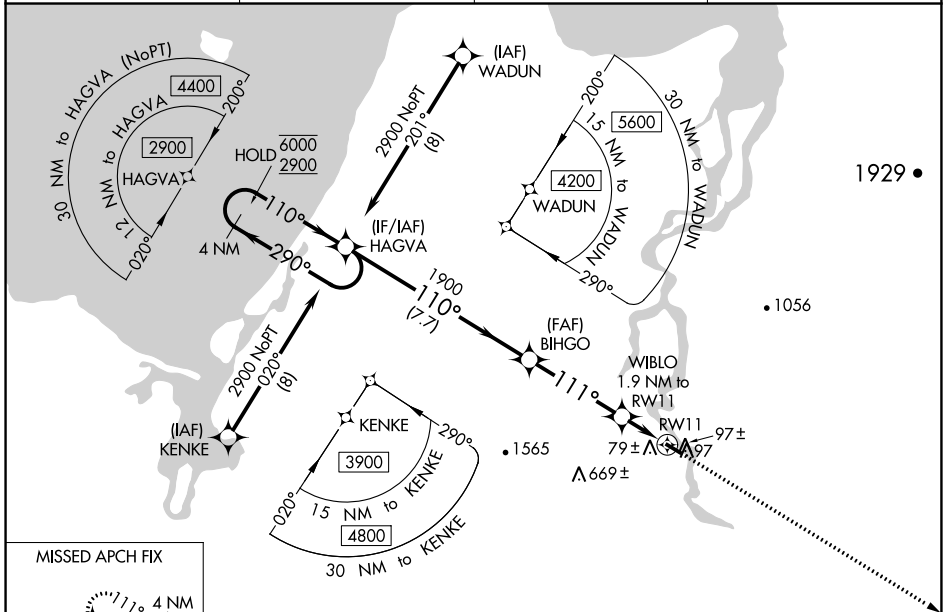 30 NM to HAGVA (NoPT)
4400
200°
12 NM to HAGVA
2900
HAGVA
020°
HOLD 6000
2900
110°
4 NM
290°
(IAF)
WADUN
2900 NoPT
201°
(8)
(IF/IAF)
HAGVA
200°
5600
30 NM to WADUN
15 NM to WADUN
4200
WADUN
290°
1929
1056
1900
110°
(7.7)
(FAF)
BIHGO
111°
WIBLO
1.9 NM to
RW11
RW11
97±
79±
97
2900 NoPT
020°
(8)
(IAF)
KENKE
KENKE
290°
3900
020°
15 NM to KENKE
4800
30 NM to KENKE
1565
669±
MISSED APCH FIX
111°
4 NM